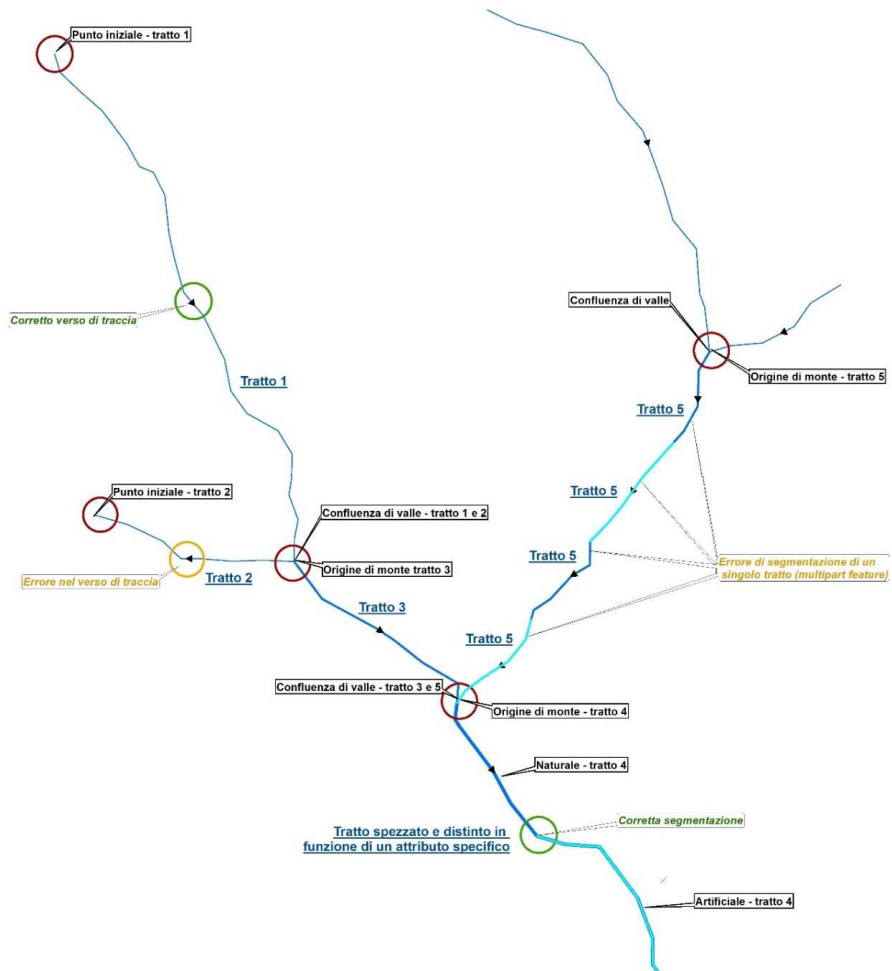 Punto iniziale - tratto 1
Corretto verso di traccia
Tratto 1
Confluenza di valle
Origine di monte - tratto 5
Tratto 5
Tratto 5
Punto iniziale - tratto 2
Confluenza di valle - tratto 1 e 2
Origine di monte tratto 3
Errore nel verso di traccia
Tratto 2
Tratto 5
Errore di segmentazione di un
singolo tratto (multipart feature)
Tratto 3
Tratto 5
Confluenza di valle - tratto 3 e 5
Origine di monte - tratto 4
Naturale - tratto 4
Tratto spezzato e distinto in
funzione di un attributo specifico
Corretta segmentazione
Artificiale - tratto 4